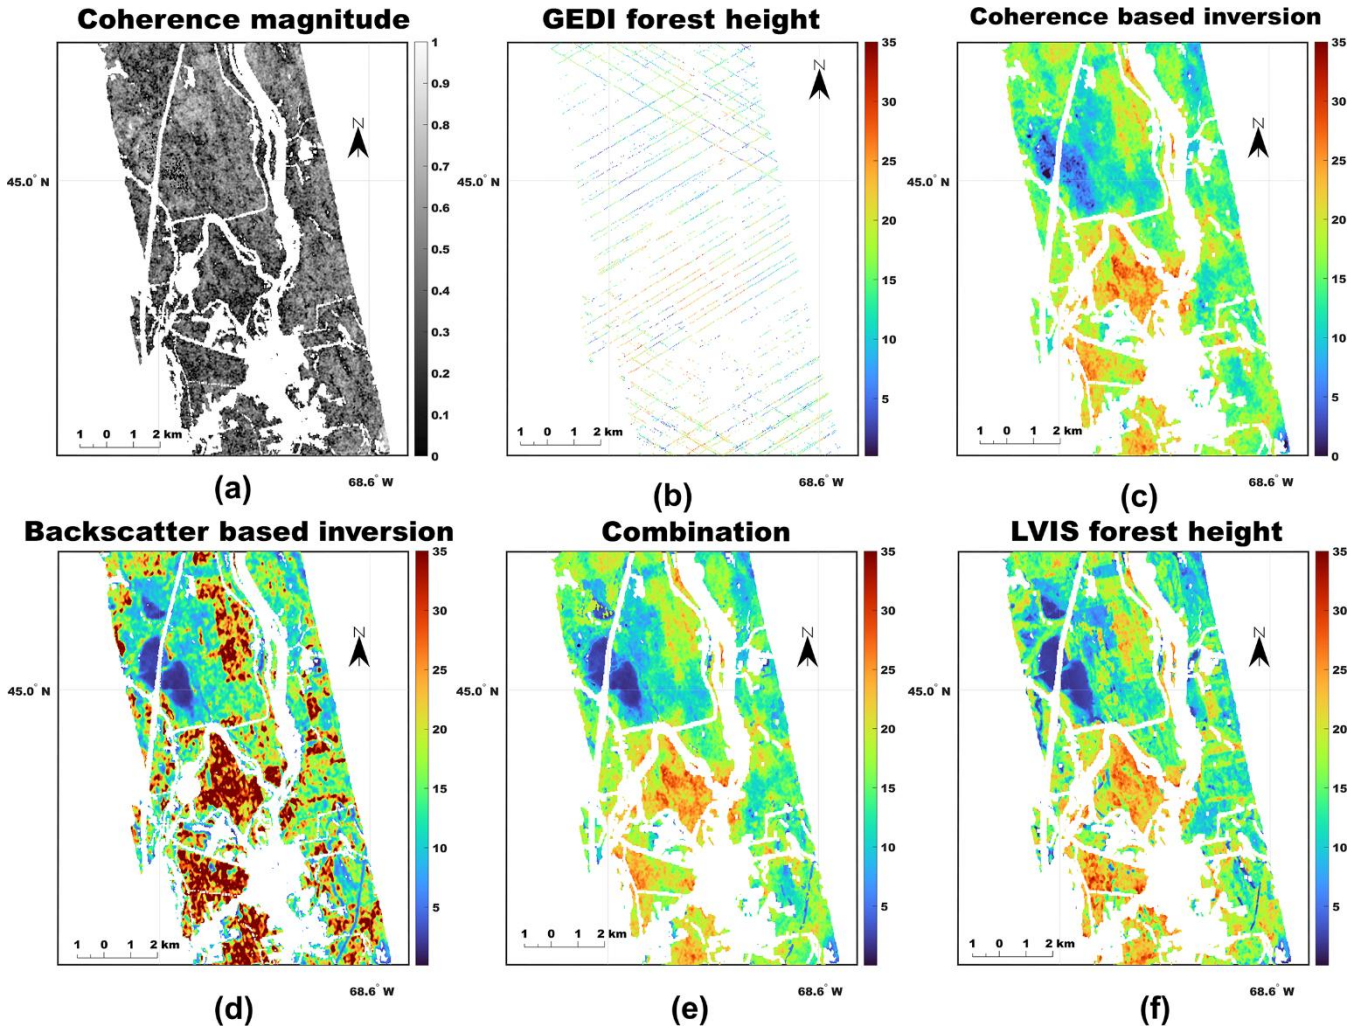 Coherence magnitude
GEDI forest height
Coherence based inversion
N
45.0° N
1 0 1 2 km
1
0.9
0.8
0.7
0.6
0.5
0.4
0.3
0.2
0.1
0
68.6° W
(a)
N
45.0° N
1 0 1 2 km
35
30
25
20
15
10
5
68.6° W
(b)
N
45.0° N
1 0 1 2 km
35
30
25
20
15
10
5
0
68.6° W
(c)
Backscatter based inversion
Combination
LVIS forest height
N
45.0° N
1 0 1 2 km
35
30
25
20
15
10
5
68.6° W
(d)
N
45.0° N
1 0 1 2 km
35
30
25
20
15
10
5
68.6° W
(e)
N
45.0° N
1 0 1 2 km
35
30
25
20
15
10
5
68.6° W
(f)